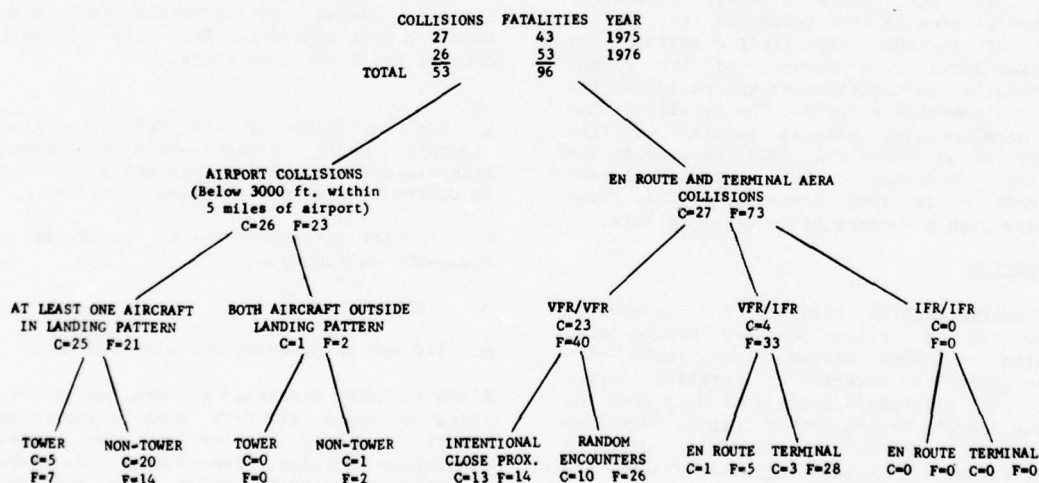 COLLISIONS FATALITIES YEAR
27 43 1975
26 53 1976
TOTAL 53 96
AIRPORT COLLISIONS
(Below 3000 ft. within
5 miles of airport)
C=26 F=23
EN ROUTE AND TERMINAL AERA
COLLISIONS
C=27 F=73
AT LEAST ONE AIRCRAFT
IN LANDING PATTERN
C=25 F=21
BOTH AIRCRAFT OUTSIDE
LANDING PATTERN
C=1 F=2
VFR/VFR
C=23
F=40
VFR/IFR
C=4
F=33
IFR/IFR
C=0
F=0
TOWER
C=5
F=7
NON-TOWER
C=20
F=14
TOWER
C=0
F=0
NON-TOWER
C=1
F=2
INTENTIONAL
CLOSE PROX.
C=13 F=14
RANDOM
ENCOUNTERS
C=10 F=26
EN ROUTE TERMINAL
C=1 F=5 C=3 F=28
EN ROUTE TERMINAL
C=0 F=0 C=0 F=0